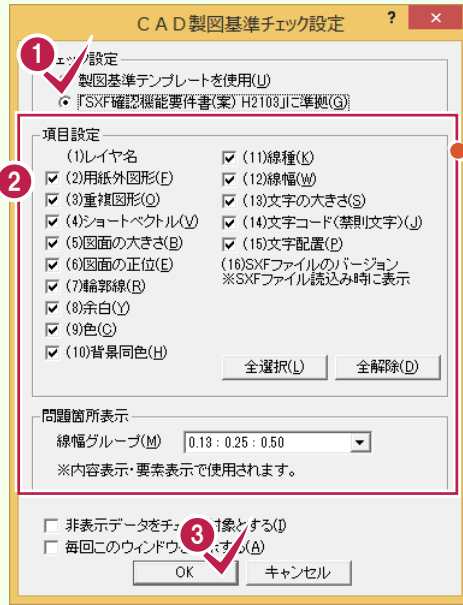 CAD製図基準チェック設定 ? ×
1
ェック設定
製図基準テンプレートを使用(U)
「SXF確認機能要件書(案) H2103」に準拠(G)
項目設定
2
(1)レイヤ名
(2)用紙外図形(F)
(3)重複図形(O)
(4)ショートベクトル(V)
(5)図面の大きさ(B)
(6)図面の正位(E)
(7)輪郭線(R)
(8)余白(Y)
(9)色(C)
(10)背景同色(H)
(11)線種(K)
(12)線幅(W)
(13)文字の大きさ(S)
(14)文字コード(禁則文字)(J)
(15)文字配置(P)
(16)SXFファイルのバージョン
※SXFファイル読込み時に表示
全選択(L) 全解除(D)
問題箇所表示
線幅グループ(M) 0.13 : 0.25 : 0.50
※内容表示・要素表示で使用されます。
非表示データをチェ 対象とする(I)
毎回このウィンドウ する(A)
3
OK キャンセル